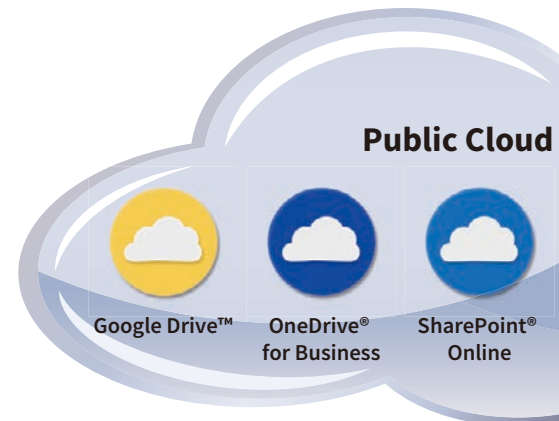 Public Cloud
Google Drive™
OneDrive®
for Business
SharePoint®
Online